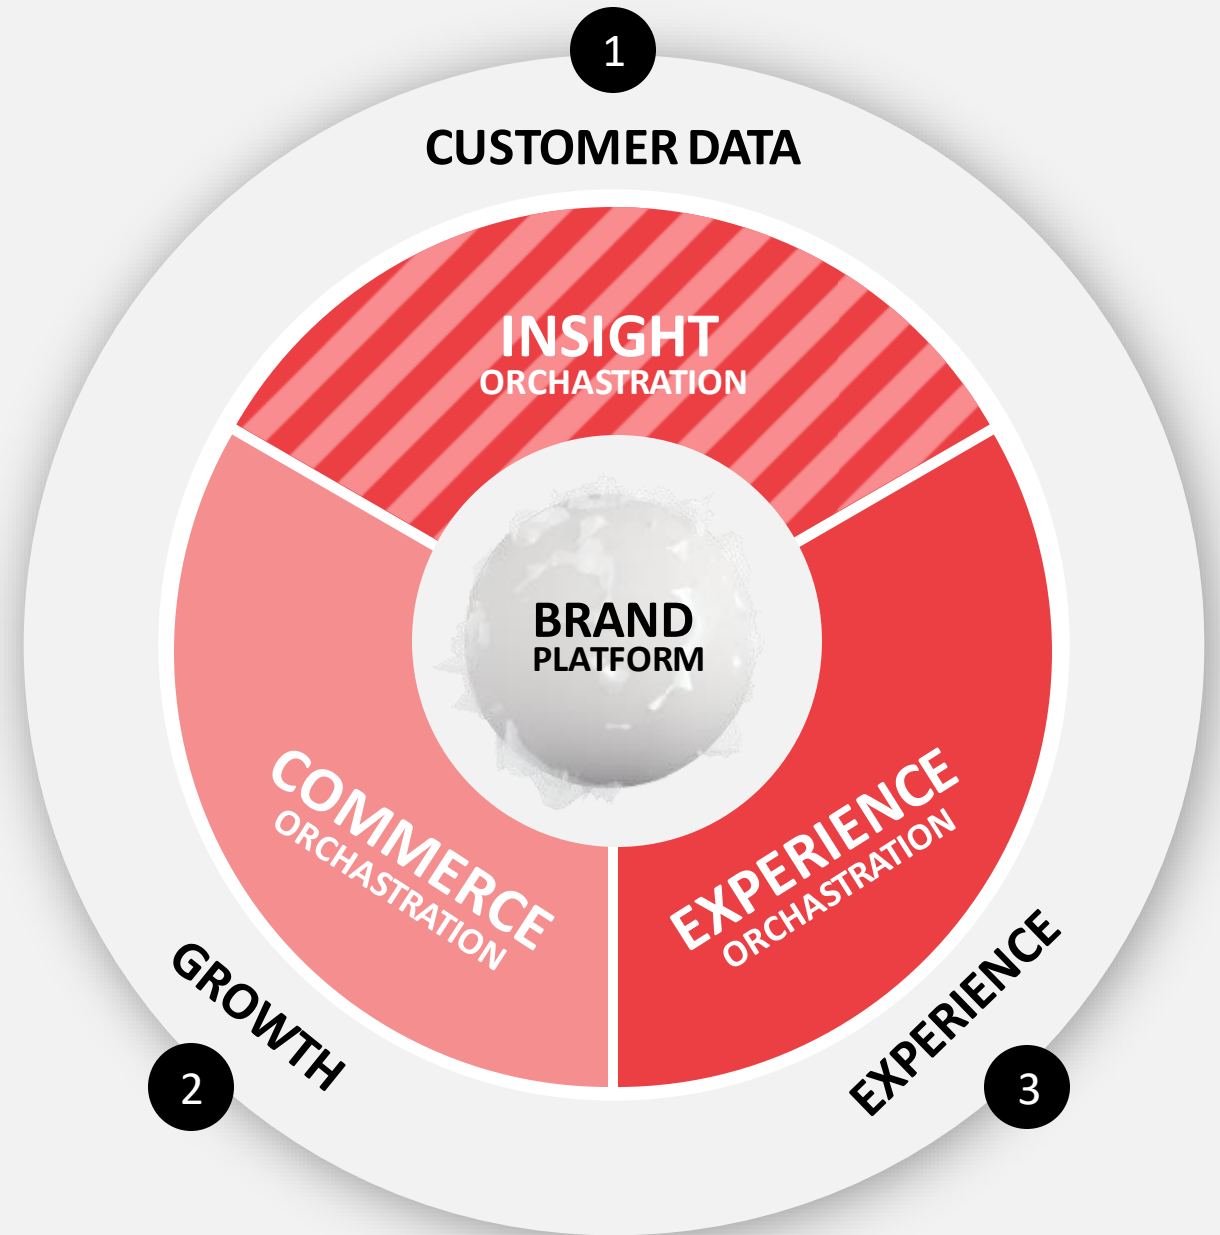 1
CUSTOMER DATA
INSIGHT
ORCHASTRATION
BRAND
PLATFORM
COMMERCE
ORCHASTRATION
EXPERIENCE
ORCHASTRATION
GROWTH
2
EXPERIENCE
3